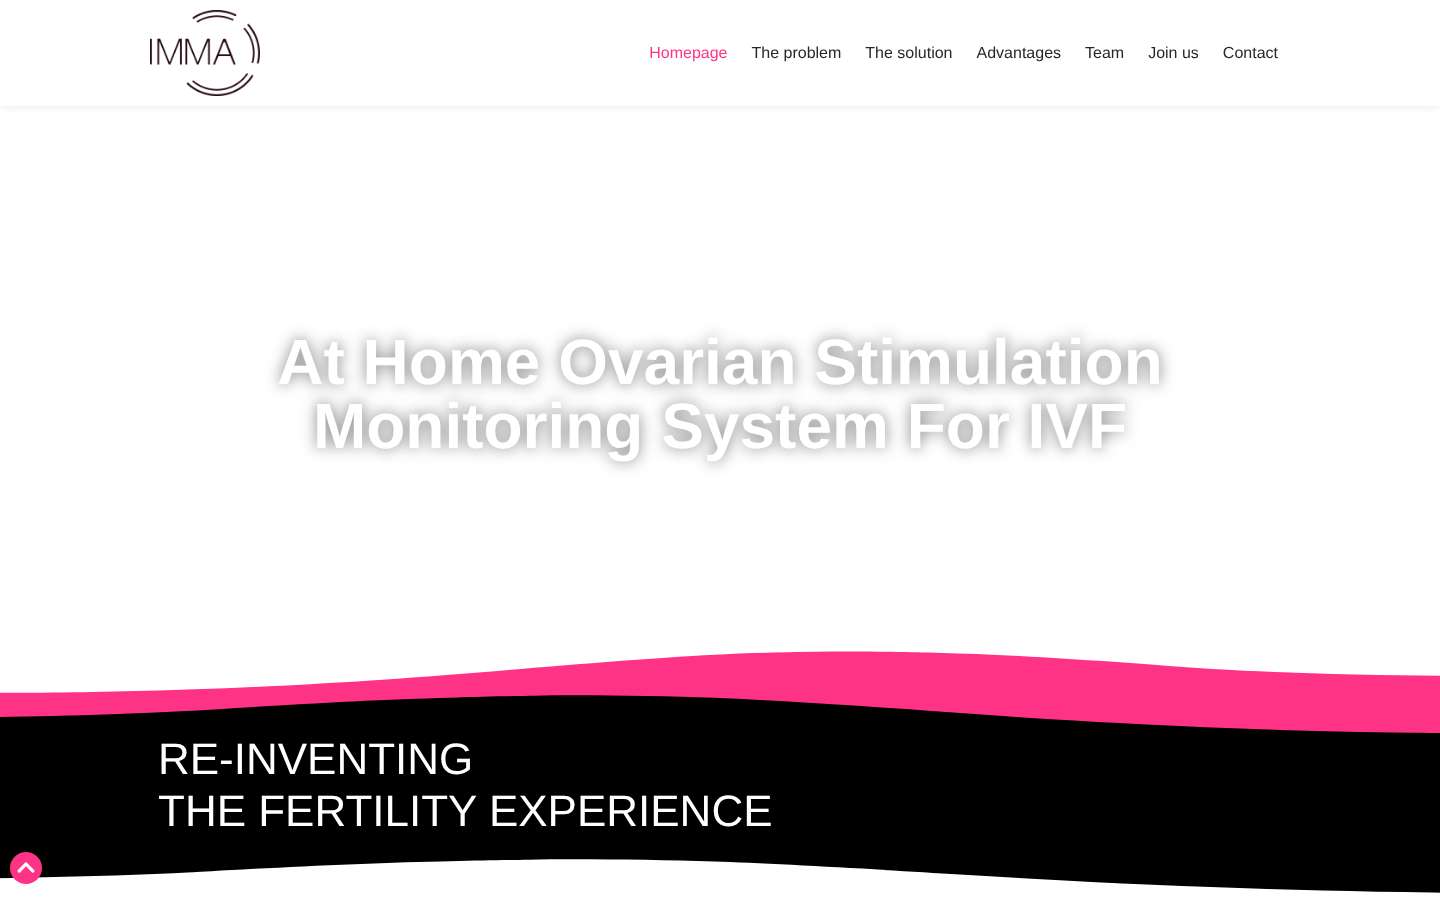 IMMA
Homepage
The problem
The solution
Advantages
Team
Join us
Contact
At Home Ovarian Stimulation
Monitoring System For IVF
RE-INVENTING
THE FERTILITY EXPERIENCE